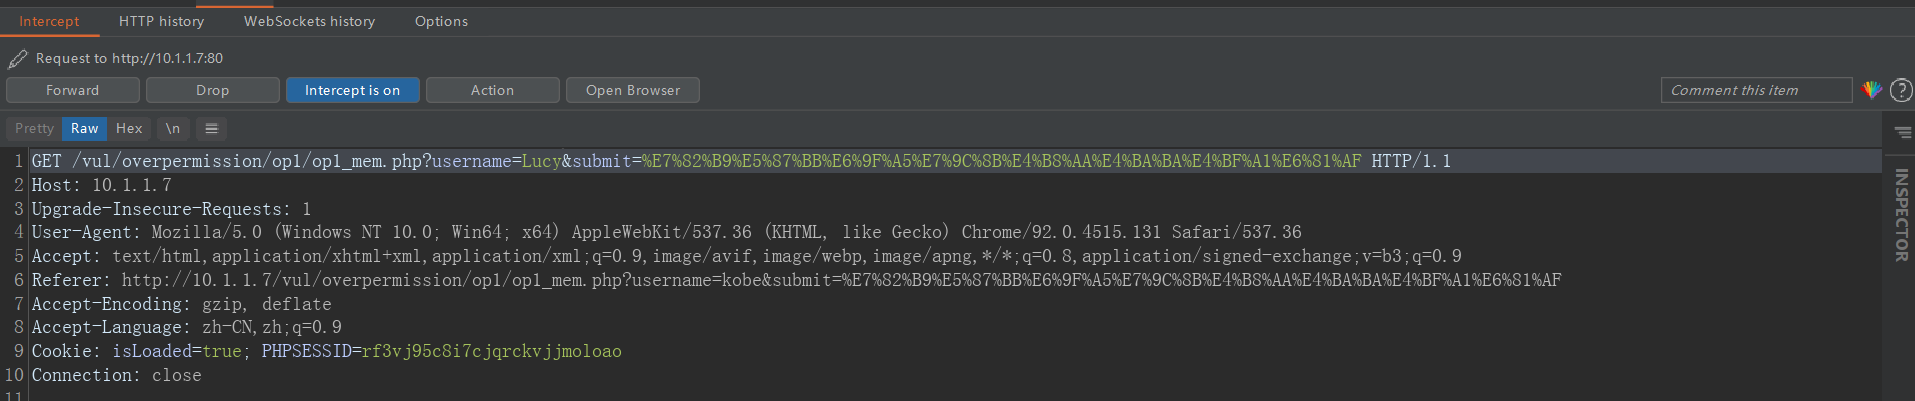 Intercept HTTP history WebSockets history Options
Request to http://10.1.1.7:80
Forward Drop Intercept is on Action Open Browser Comment this item ?
Pretty Raw Hex \n
1 GET /vul/overpermission/op1/op1_mem.php?username=Lucy&submit=%E7%82%B9%E5%87%BB%E6%9F%A5%E7%9C%8B%E4%B8%AA%E4%BA%BA%E4%BF%A1%E6%81%AF HTTP/1.1
2 Host: 10.1.1.7
3 Upgrade-Insecure-Requests: 1
4 User-Agent: Mozilla/5.0 (Windows NT 10.0; Win64; x64) AppleWebKit/537.36 (KHTML, like Gecko) Chrome/92.0.4515.131 Safari/537.36
5 Accept: text/html,application/xhtml+xml,application/xml;q=0.9,image/avif,image/webp,image/apng,*/*;q=0.8,application/signed-exchange;v=b3;q=0.9
6 Referer: http://10.1.1.7/vul/overpermission/op1/op1_mem.php?username=kobe&submit=%E7%82%B9%E5%87%BB%E6%9F%A5%E7%9C%8B%E4%B8%AA%E4%BA%BA%E4%BF%A1%E6%81%AF
7 Accept-Encoding: gzip, deflate
8 Accept-Language: zh-CN,zh;q=0.9
9 Cookie: isLoaded=true; PHPSESSID=rf3vj95c8i7cjqrckvjjmoloao
10 Connection: close
11
INSPECTOR